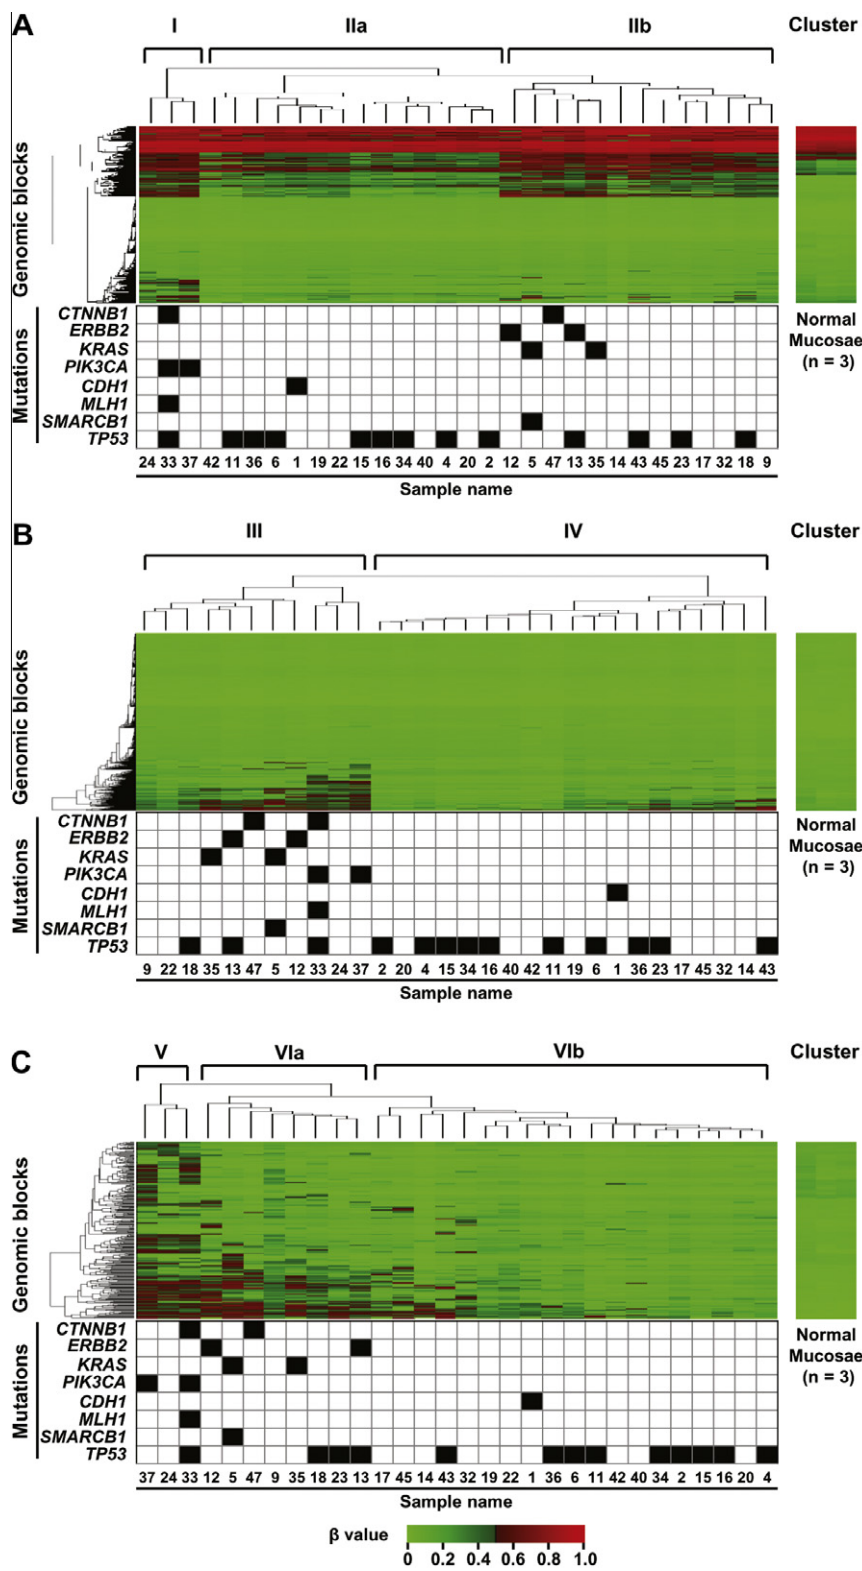 A
I IIa IIb Cluster
Genomic blocks
Normal
Mucosae
(n = 3)
Mutations
CTNNB1
ERBB2
KRAS
PIK3CA
CDH1
MLH1
SMARCB1
TP53
24 33 37 42 11 36 6 1 19 22 15 16 34 40 4 20 2 12 5 47 13 35 14 43 45 23 17 32 18 9
Sample name
B
III IV Cluster
Genomic blocks
Normal
Mucosae
(n = 3)
Mutations
CTNNB1
ERBB2
KRAS
PIK3CA
CDH1
MLH1
SMARCB1
TP53
9 22 18 35 13 47 5 12 33 24 37 2 20 4 15 34 16 40 42 11 19 6 1 36 23 17 45 32 14 43
Sample name
C
V VIa VIb Cluster
Genomic blocks
Normal
Mucosae
(n = 3)
Mutations
CTNNB1
ERBB2
KRAS
PIK3CA
CDH1
MLH1
SMARCB1
TP53
37 24 33 12 5 47 9 35 18 23 13 17 45 14 43 32 19 22 1 36 6 11 42 40 34 2 15 16 20 4
Sample name
β value
0 0.2 0.4 0.6 0.8 1.0